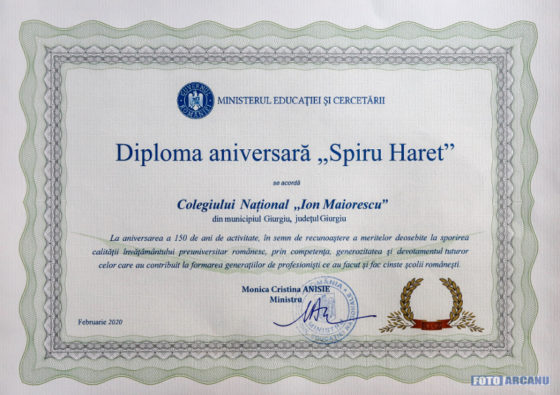 MINISTERUL EDUCAȚIEI ȘI CERCETĂRII
Diploma aniversară „Spiru Haret”
se acordă
Colegiului Național „Ion Maiorescu”
din municipiul Giurgiu, județul Giurgiu
La aniversarea a 150 de ani de activitate, în semn de recunoaștere a meritelor deosebite la sporirea
calității învățământului preuniversitar românesc, prin competența, generozitatea și devotamentul tuturor
celor care au contribuit la formarea generațiilor de profesioniști ce au facut și fac cinste școlii românești.
Monica Cristina ANISIE
Ministru
Februarie 2020
FOTO ARCANU